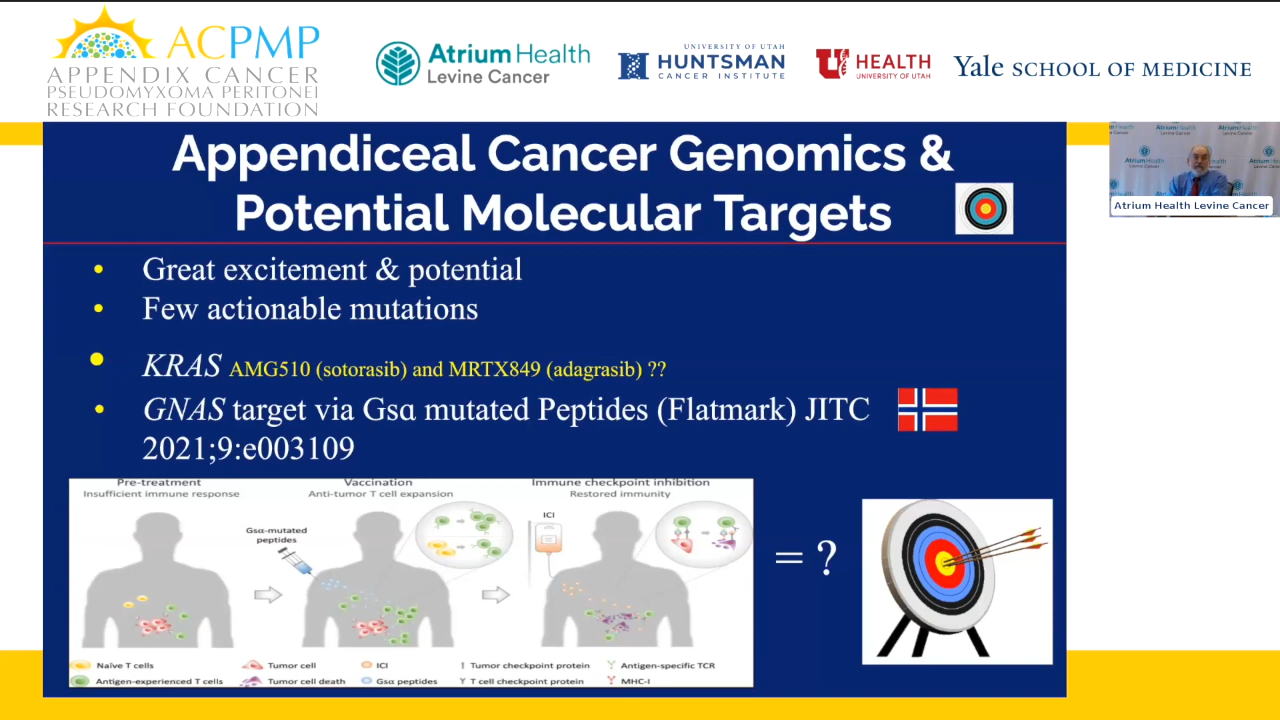 ACPMP
APPENDIX CANCER
PSEUDOMYXOMA PERITONEI
RESEARCH FOUNDATION
Atrium Health
Levine Cancer
UNIVERSITY OF UTAH
HUNTSMAN
CANCER INSTITUTE
U
HEALTH
UNIVERSITY OF UTAH
Yale SCHOOL OF MEDICINE
Appendiceal Cancer Genomics &
Potential Molecular Targets
• Great excitement & potential
• Few actionable mutations
• KRAS AMG510 (sotorasib) and MRTX849 (adagrasib) ??
• GNAS target via Gsα mutated Peptides (Flatmark) JITC
2021;9:e003109
Pre-treatment
Insufficient immune response
Vaccination
Anti-tumor T cell expansion
Immune checkpoint inhibition
Restored immunity
Gsα-mutated
peptides
ICI
= ?
Naïve T cells
Tumor cell
ICI
Tumor checkpoint protein
Antigen-specific TCR
Antigen-experienced T cells
Tumor cell death
Gsα peptides
T cell checkpoint protein
MHC-I
Atrium Health
Levine Cancer
Atrium Health Levine Cancer